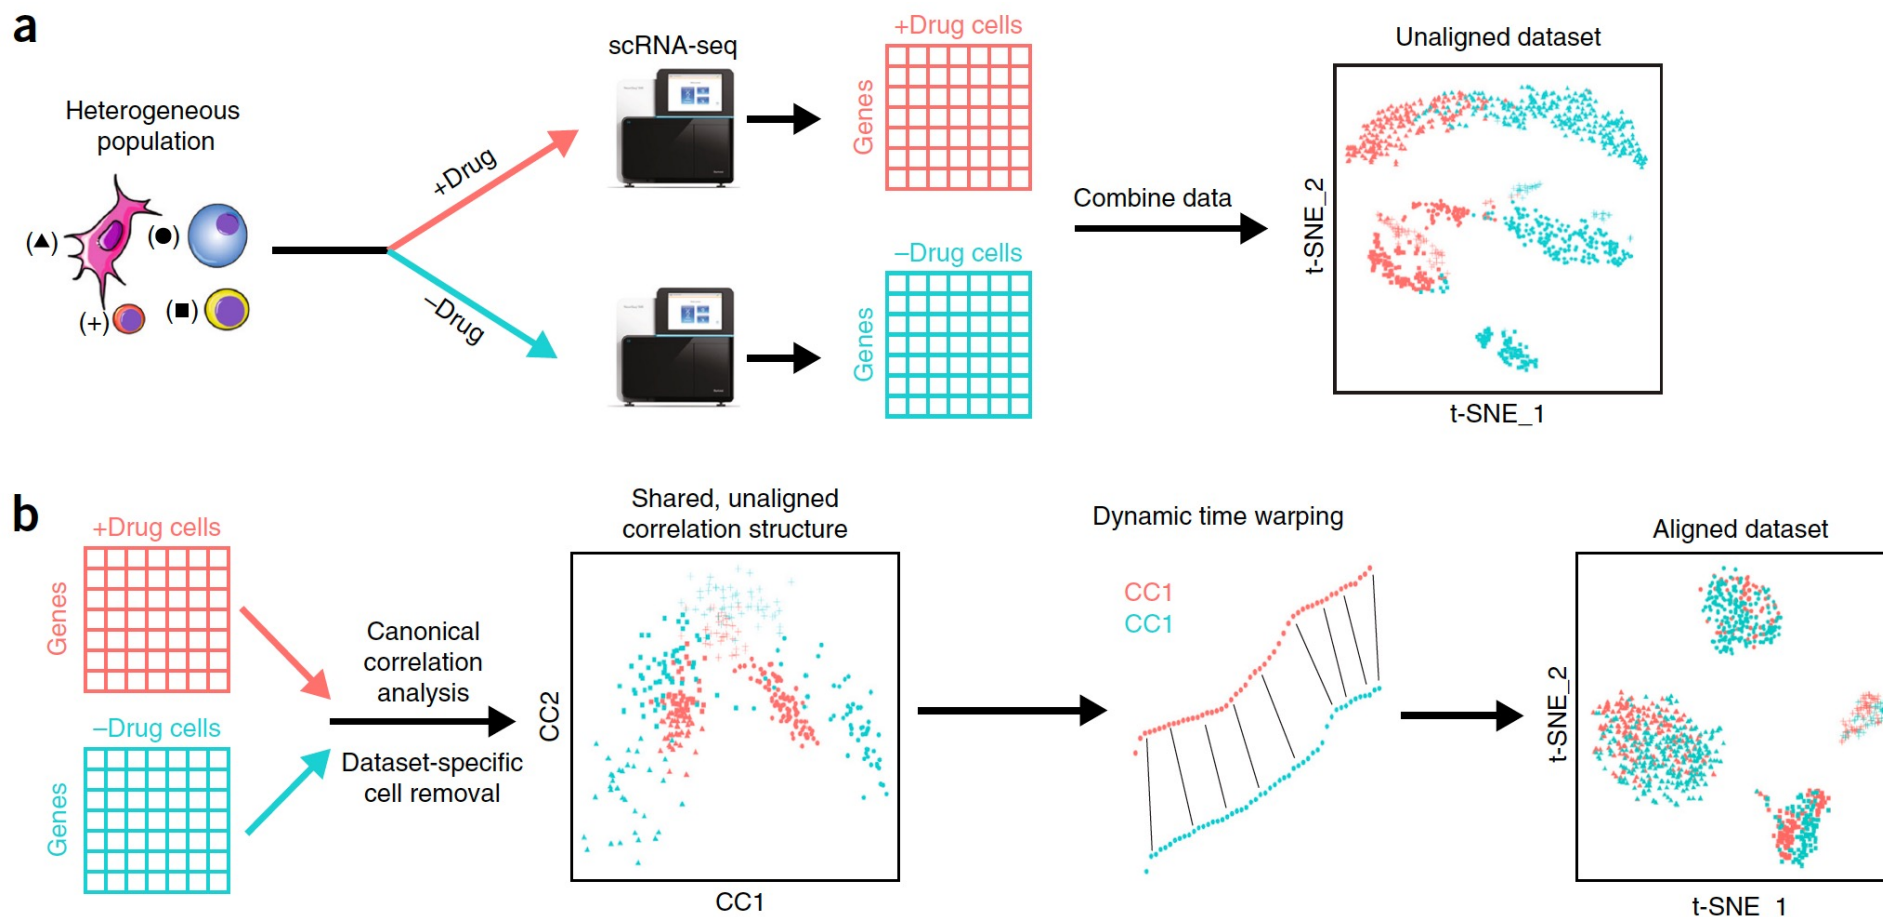 a
Heterogeneous
population
(▲)
(●)
(+)
(■)
+Drug
–Drug
scRNA-seq
+Drug cells
Genes
–Drug cells
Genes
Combine data
Unaligned dataset
t-SNE_2
t-SNE_1
b
+Drug cells
Genes
–Drug cells
Genes
Canonical
correlation
analysis
Dataset-specific
cell removal
Shared, unaligned
correlation structure
CC2
CC1
Dynamic time warping
CC1
CC1
Aligned dataset
t-SNE_2
t-SNE_1